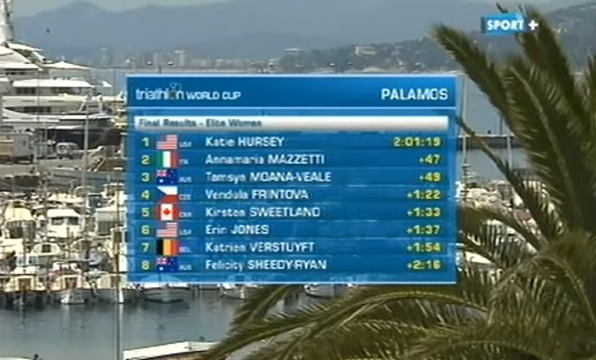 SPORT +
triathlon WORLD CUP PALAMOS
Final Results - Elite Women
1 USA Katie HURSEY 2:01:19
2 ITA Annamaria MAZZETTI +47
3 AUS Tamsyn MOANA-VEALE +49
4 CZE Vendula FRINTOVA +1:22
5 CAN Kirsten SWEETLAND +1:33
6 USA Erin JONES +1:37
7 BEL Katrien VERSTUYFT +1:54
8 AUS Felicity SHEEDY-RYAN +2:16